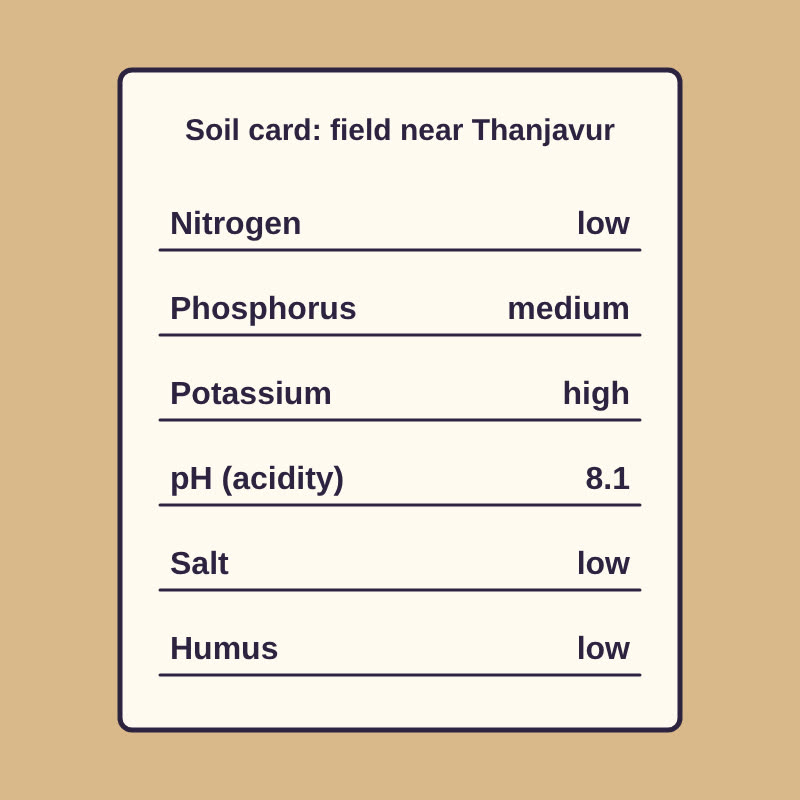 Soil card: field near Thanjavur
Nitrogen low
Phosphorus medium
Potassium high
pH (acidity) 8.1
Salt low
Humus low